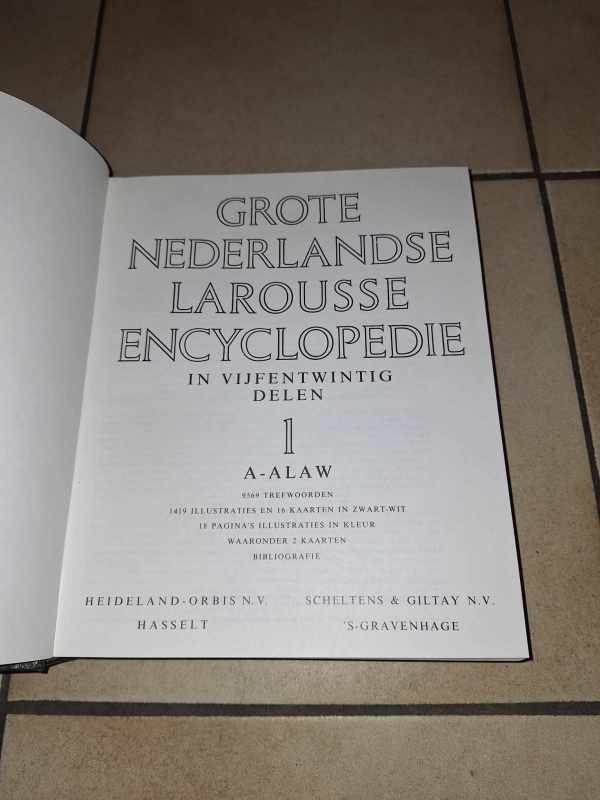 GROTE
NEDERLANDSE
LAROUSSE
ENCYCLOPEDIE
IN VIJFENTWINTIG
DELEN
1
A-ALAW
9369 TREFWOORDEN
1419 ILLUSTRATIES EN 16 KAARTEN IN ZWART-WIT
18 PAGINA'S ILLUSTRATIES IN KLEUR
WAARONDER 2 KAARTEN
BIBLIOGRAFIE
HEIDELAND-ORBIS N.V. SCHELTENS & GILTAY N.V.
HASSELT 'S-GRAVENHAGE